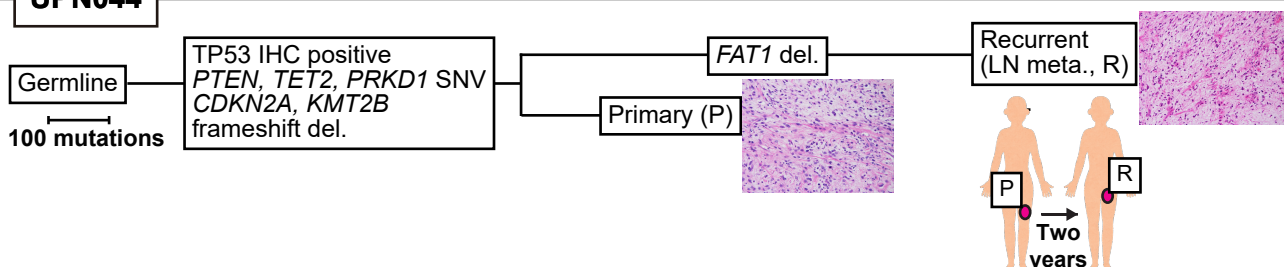 UPN044
Germline
100 mutations
TP53 IHC positive
PTEN, TET2, PRKD1 SNV
CDKN2A, KMT2B
frameshift del.
FAT1 del.
Primary (P)
Recurrent
(LN meta., R)
P
R
Two
years